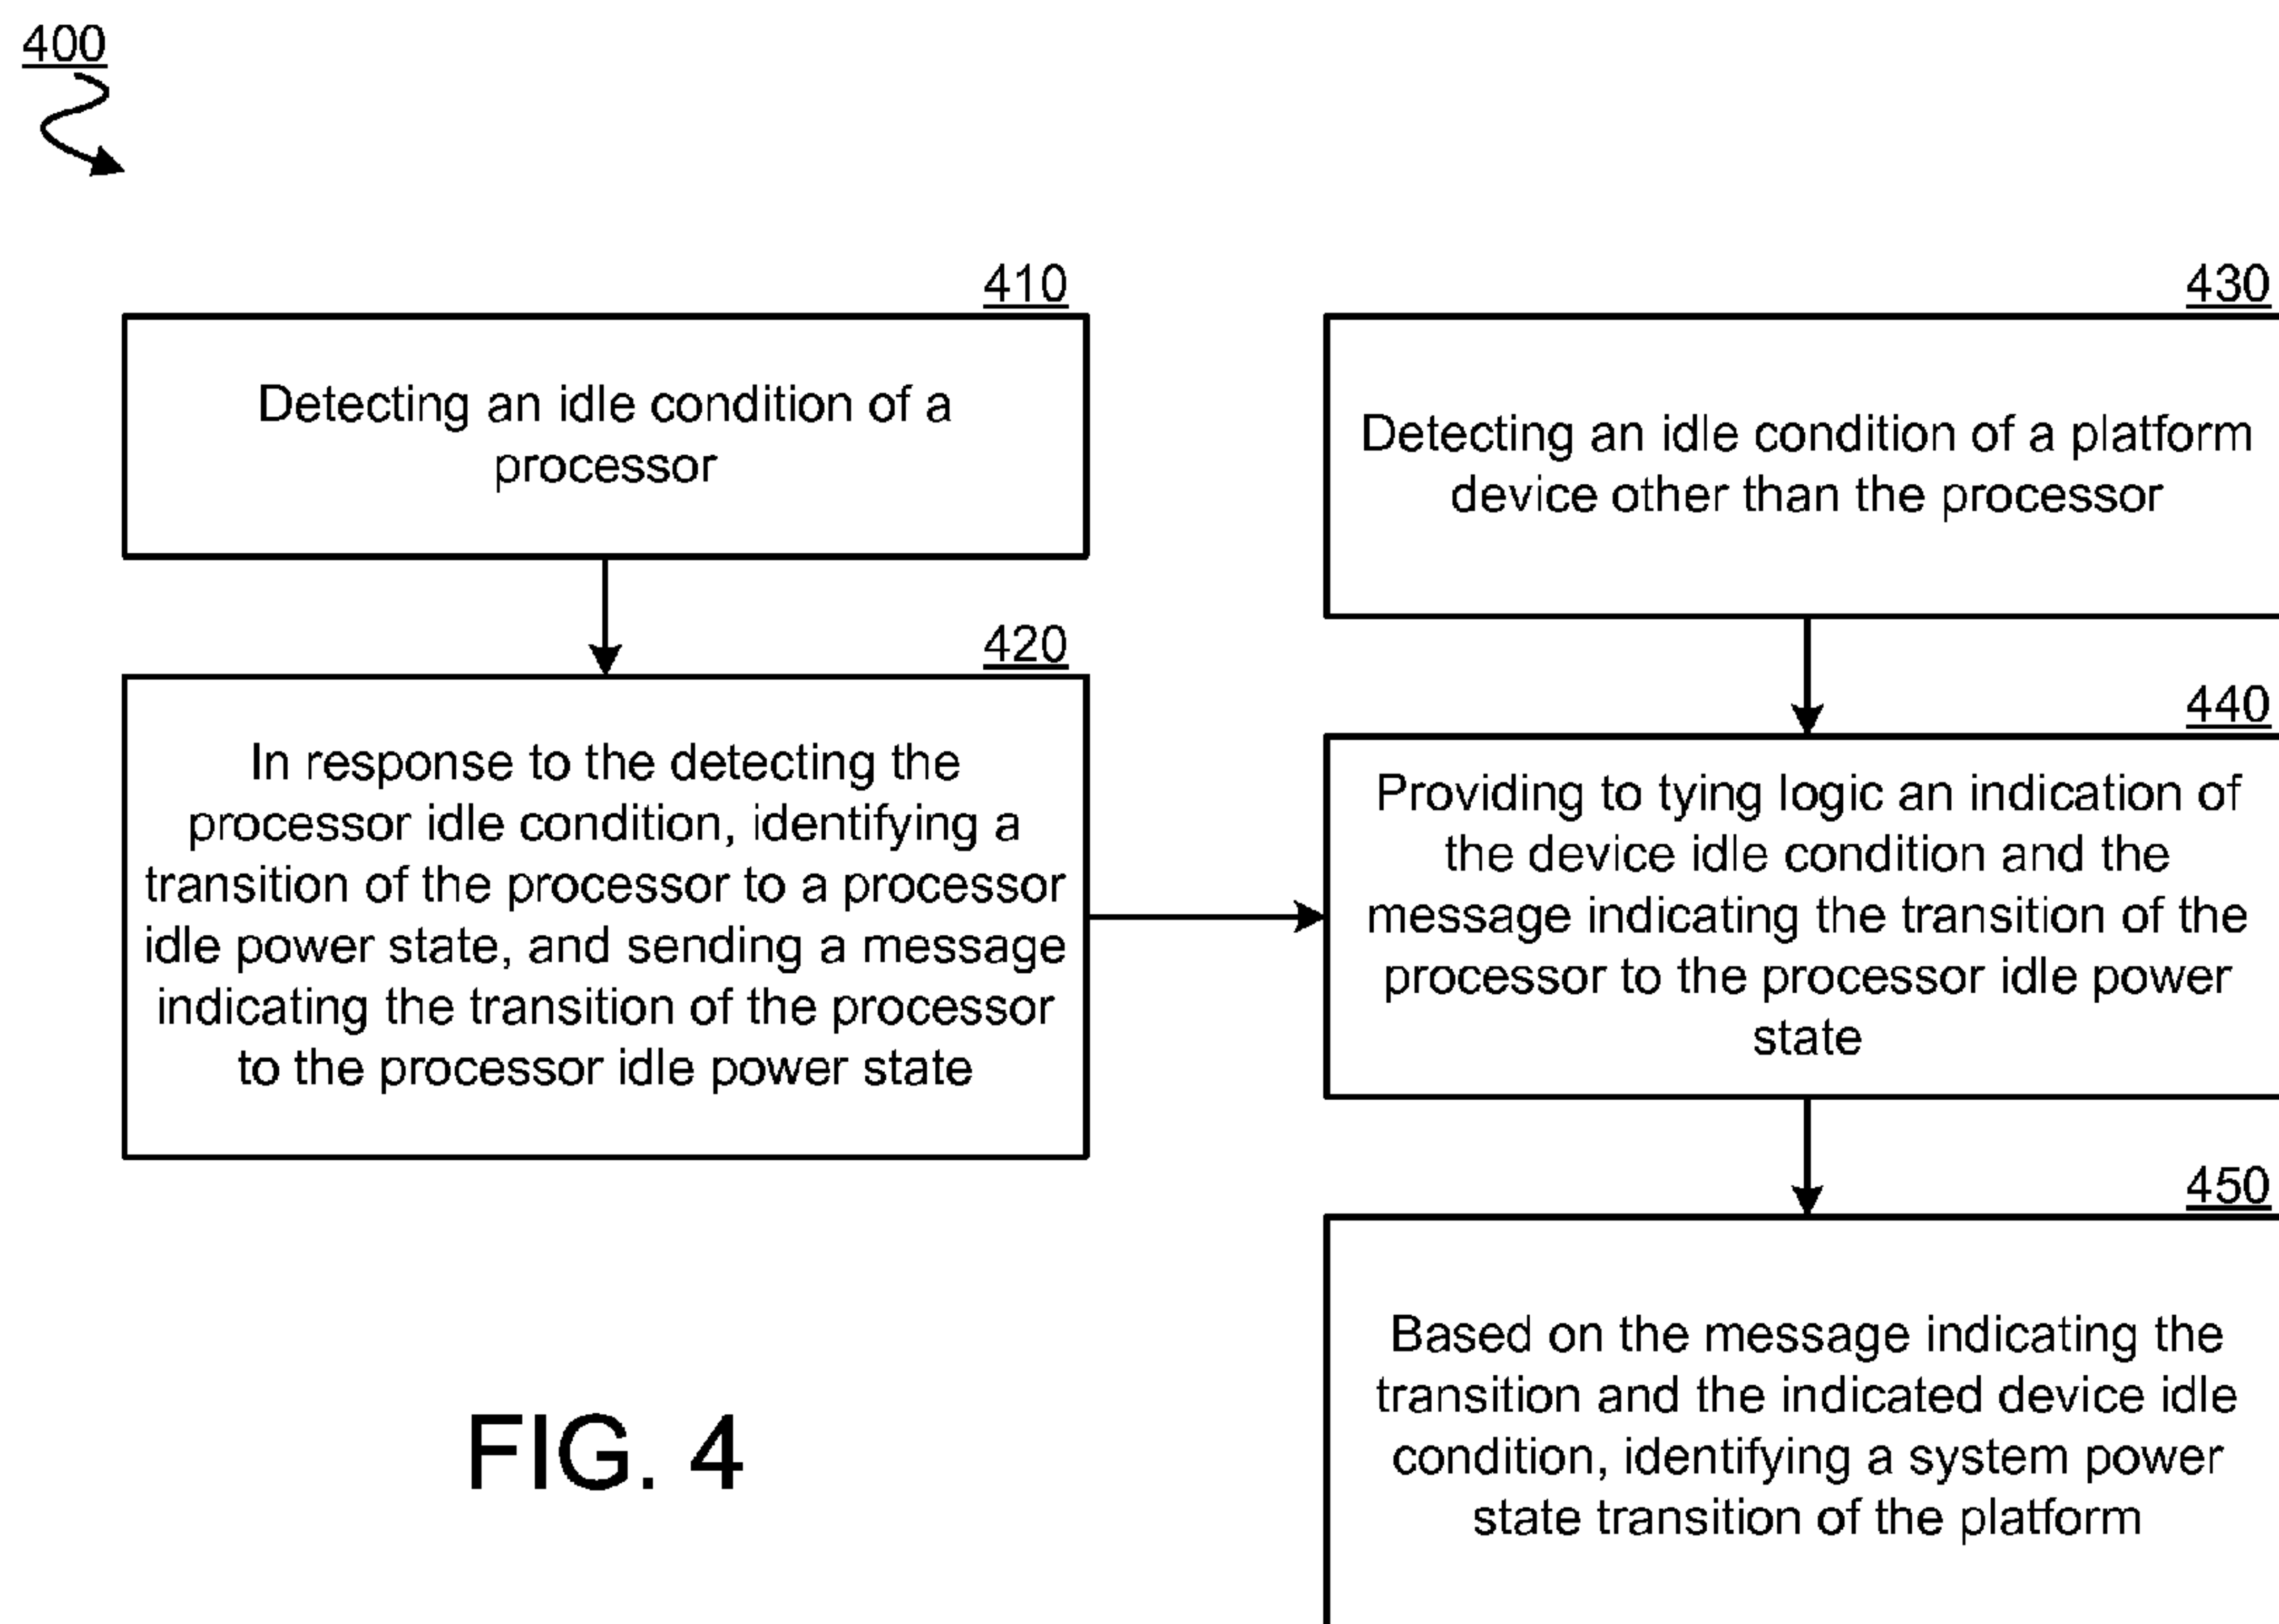 400
410
Detecting an idle condition of a
processor
420
In response to the detecting the
processor idle condition, identifying a
transition of the processor to a processor
idle power state, and sending a message
indicating the transition of the processor
to the processor idle power state
430
Detecting an idle condition of a platform
device other than the processor
440
Providing to tying logic an indication of
the device idle condition and the
message indicating the transition of the
processor to the processor idle power
state
450
Based on the message indicating the
transition and the indicated device idle
condition, identifying a system power
state transition of the platform
FIG. 4